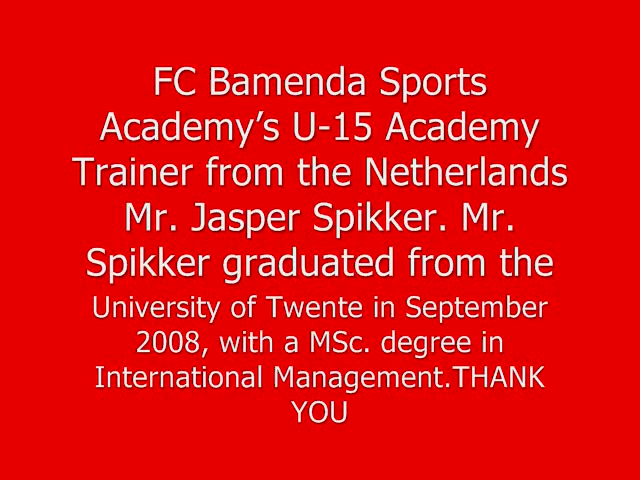 FC Bamenda Sports
Academy’s U-15 Academy
Trainer from the Netherlands
Mr. Jasper Spikker. Mr.
Spikker graduated from the
University of Twente in September
2008, with a MSc. degree in
International Management.THANK
YOU